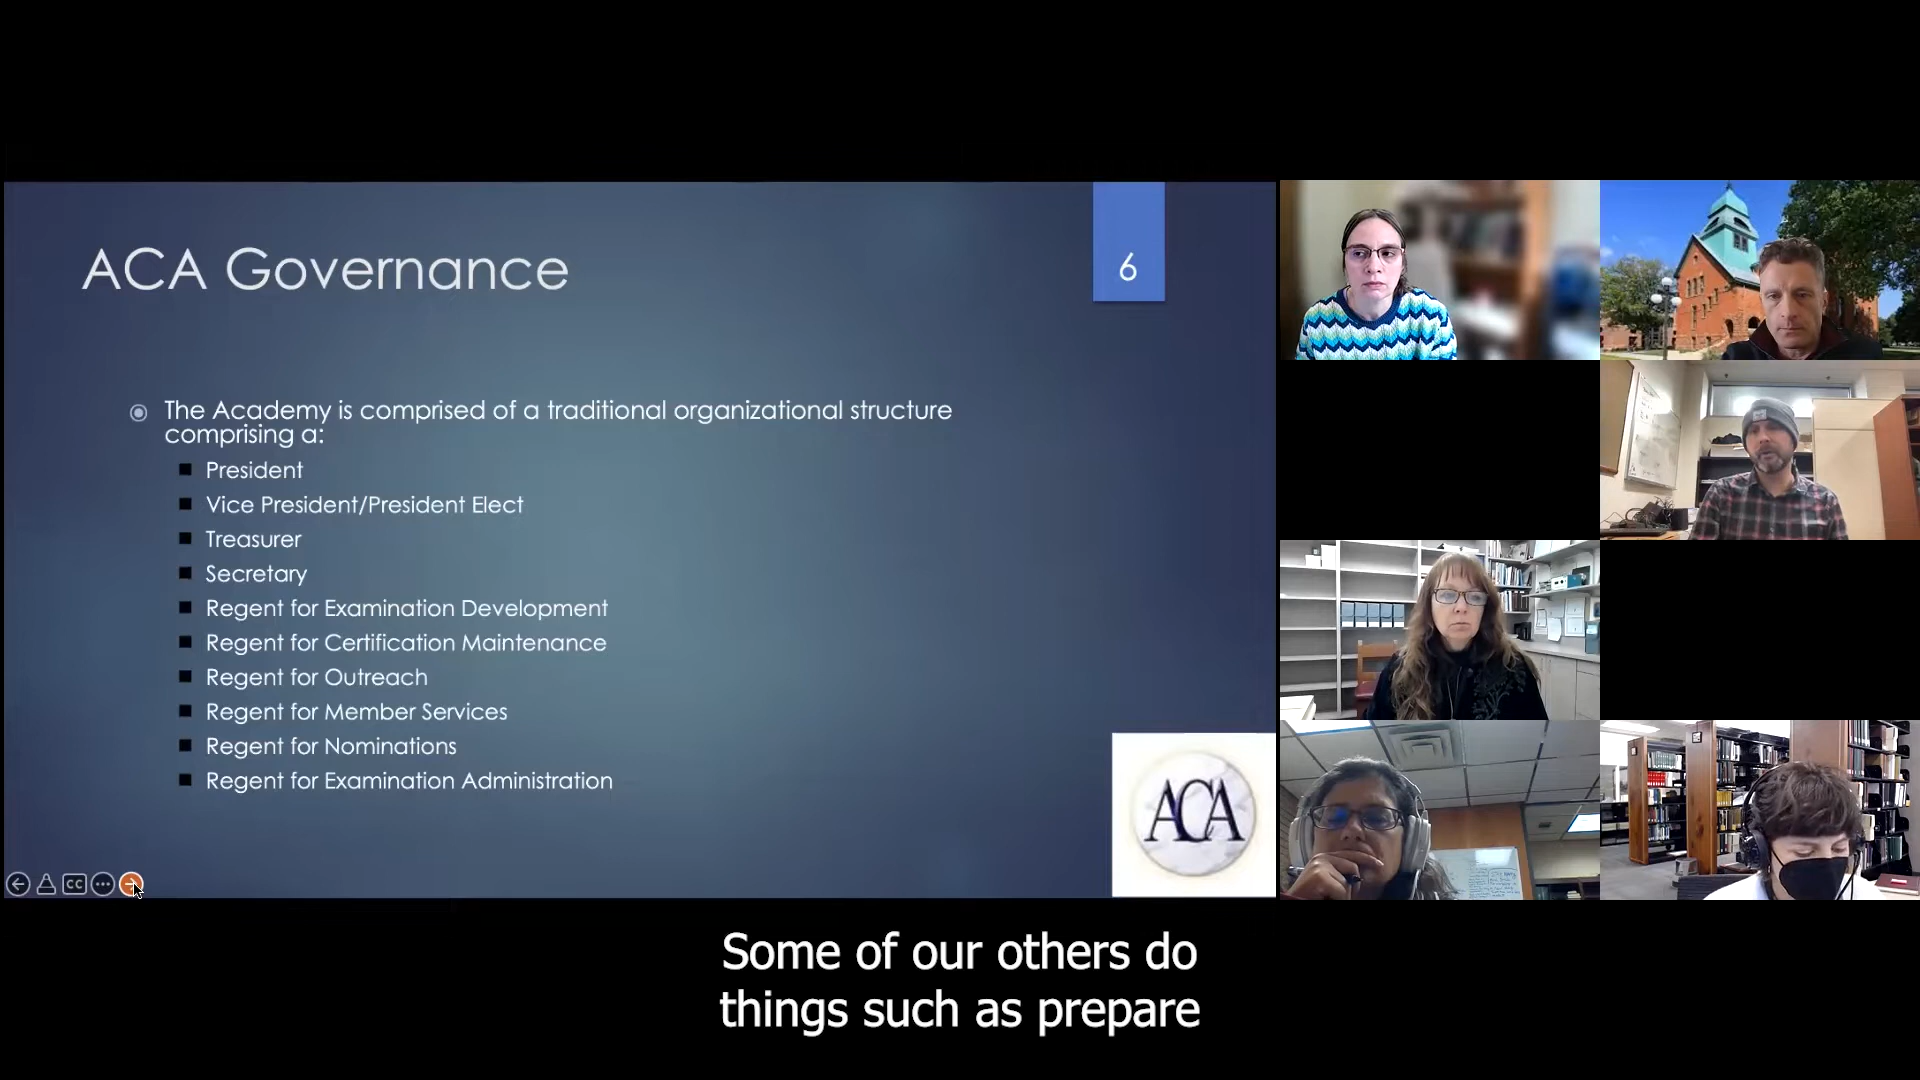 ACA Governance
6
The Academy is comprised of a traditional organizational structure
comprising a:
President
Vice President/President Elect
Treasurer
Secretary
Regent for Examination Development
Regent for Certification Maintenance
Regent for Outreach
Regent for Member Services
Regent for Nominations
Regent for Examination Administration
ACA
CC
Some of our others do
things such as prepare